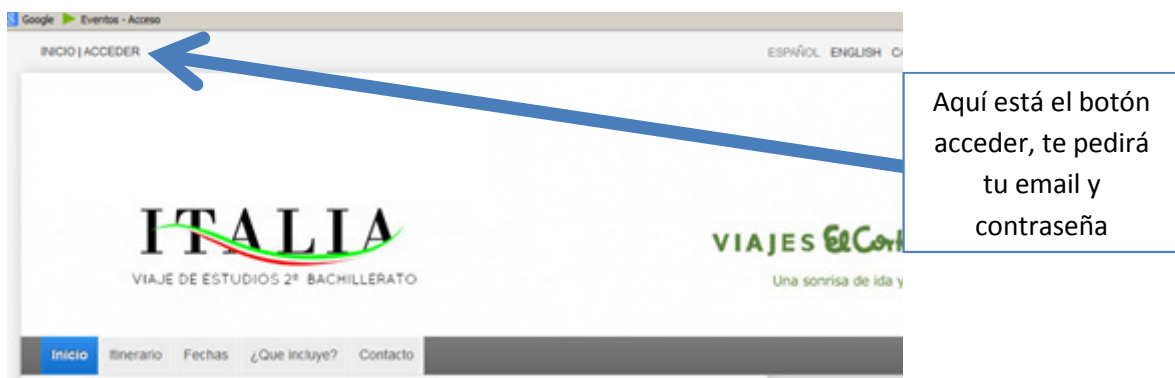 Google Eventos - Acceso
INICIO | ACCEDER
ESPAÑOL ENGLISH
Aquí está el botón
acceder, te pedirá
tu email y
contraseña
ITALIA
VIAJE DE ESTUDIOS 2º BACHILLERATO
VIAJES El
Una sonrisa de ida y
Inicio Itinerario Fechas ¿Que incluye? Contacto